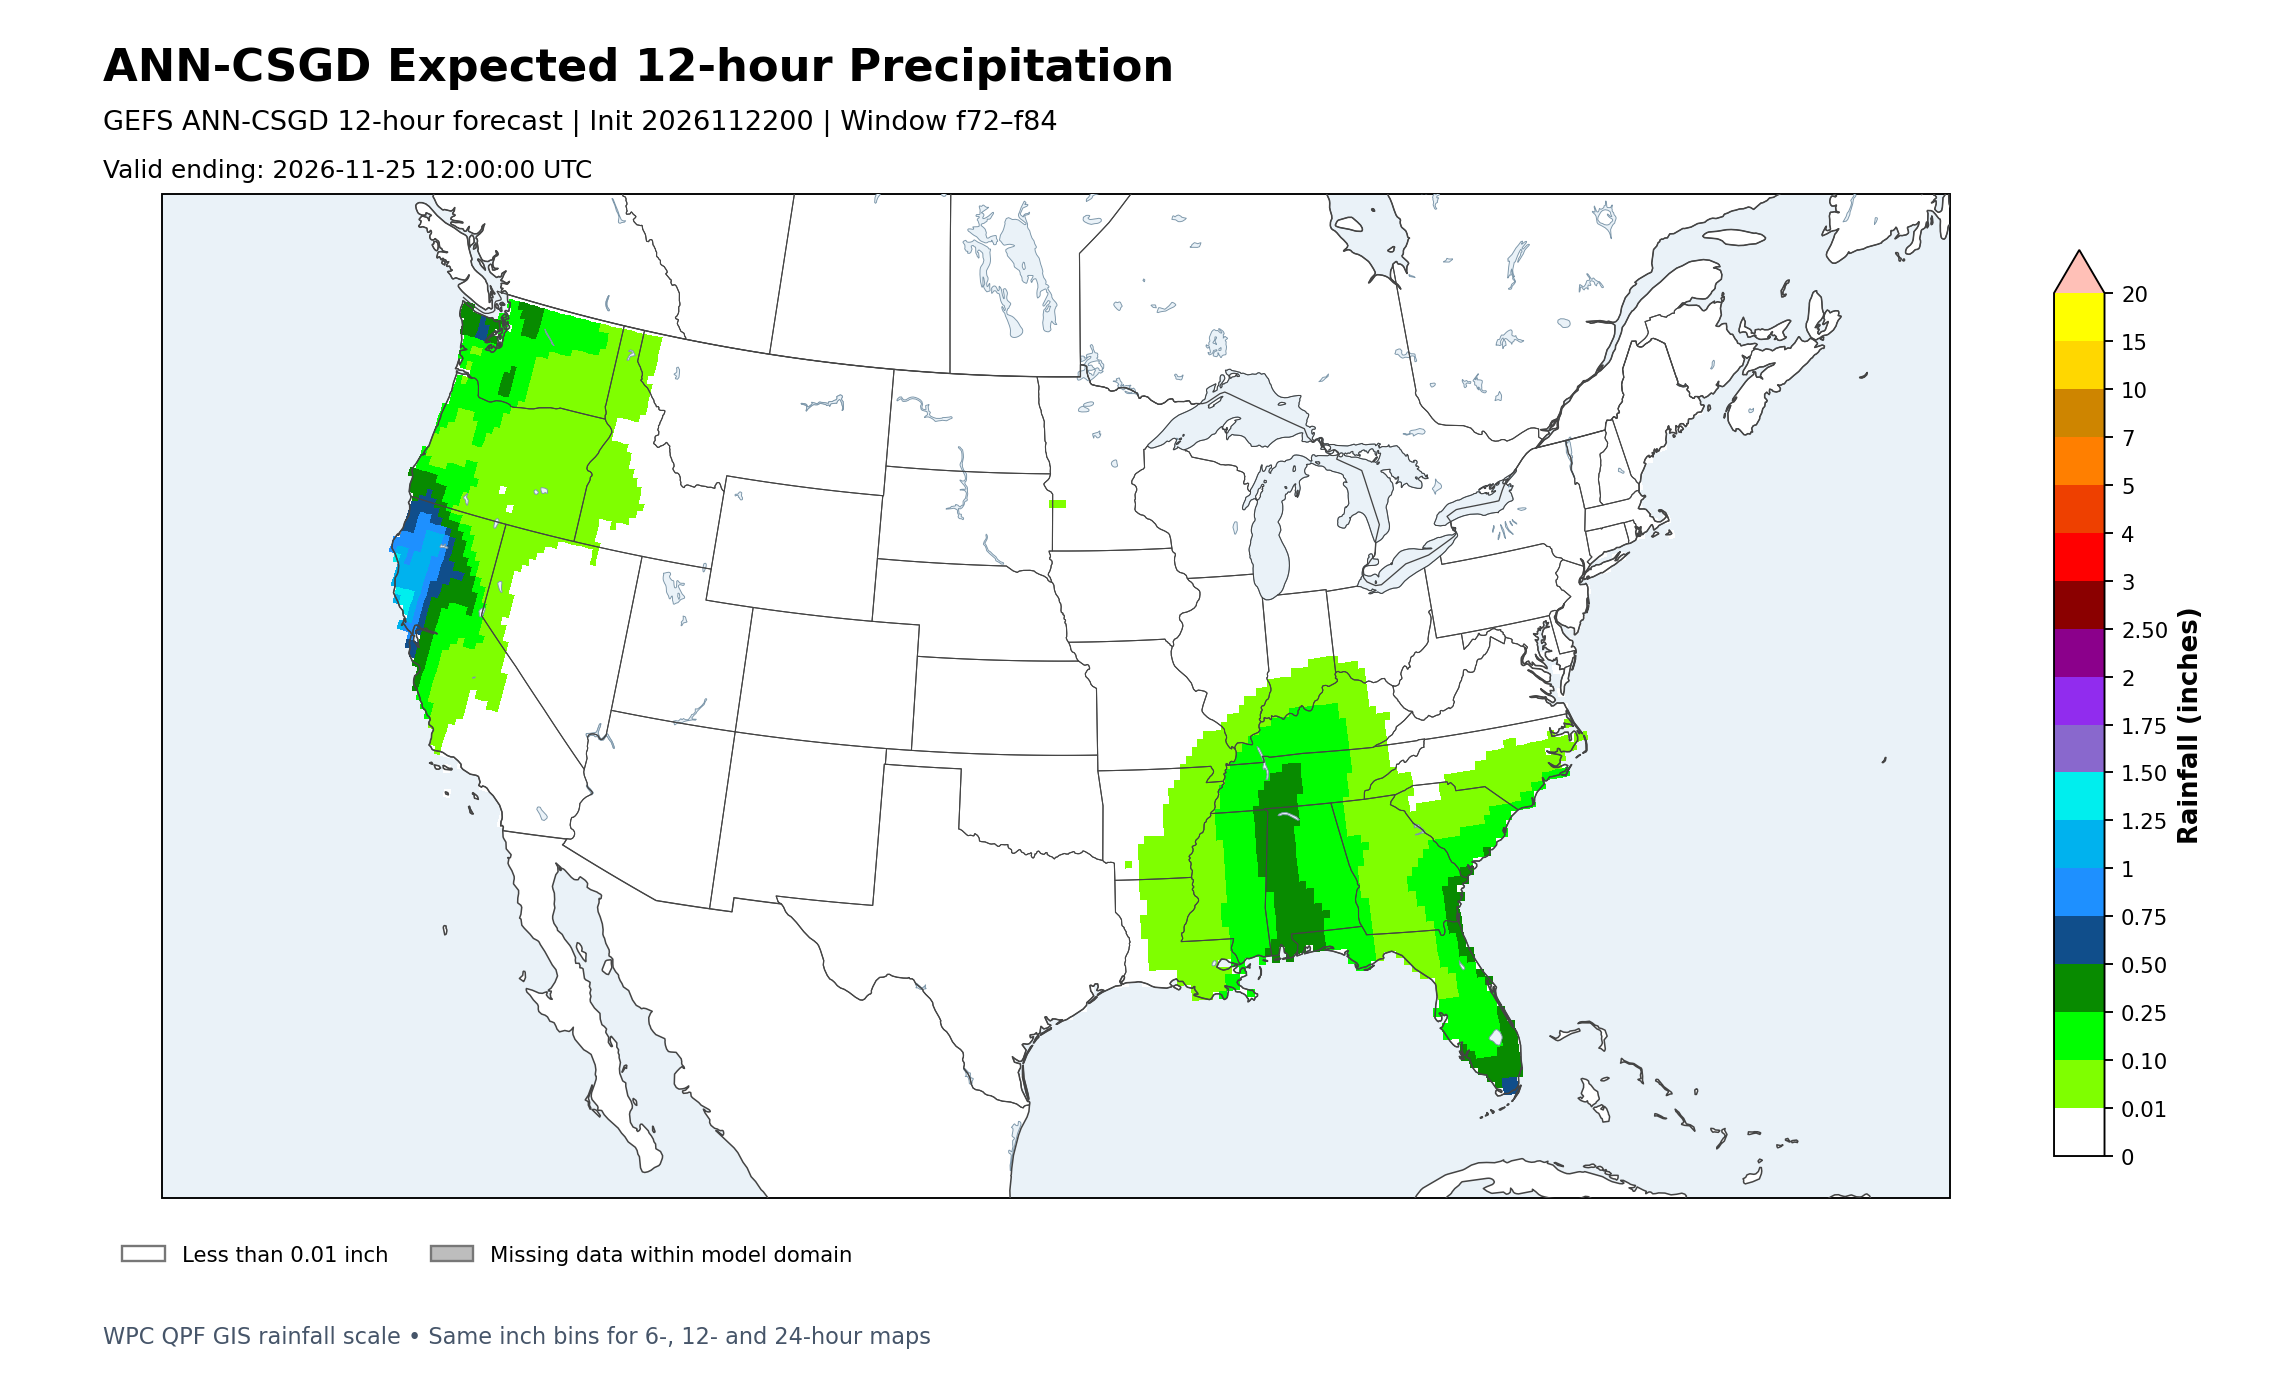 ANN-CSGD Expected 12-hour Precipitation
GEFS ANN-CSGD 12-hour forecast | Init 2026112200 | Window f72–f84
Valid ending: 2026-11-25 12:00:00 UTC
20
15
10
7
5
4
3
2.50
2
1.75
1.50
1.25
1
0.75
0.50
0.25
0.10
0.01
0
Rainfall (inches)
Less than 0.01 inch
Missing data within model domain
WPC QPF GIS rainfall scale • Same inch bins for 6-, 12- and 24-hour maps